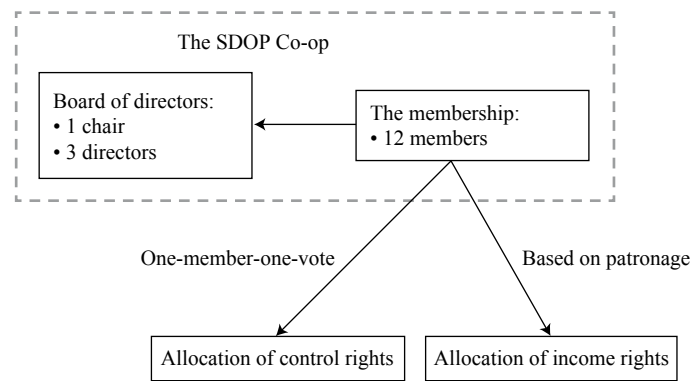 The SDOP Co-op
Board of directors:
• 1 chair
• 3 directors
The membership:
• 12 members
One-member-one-vote
Based on patronage
Allocation of control rights
Allocation of income rights